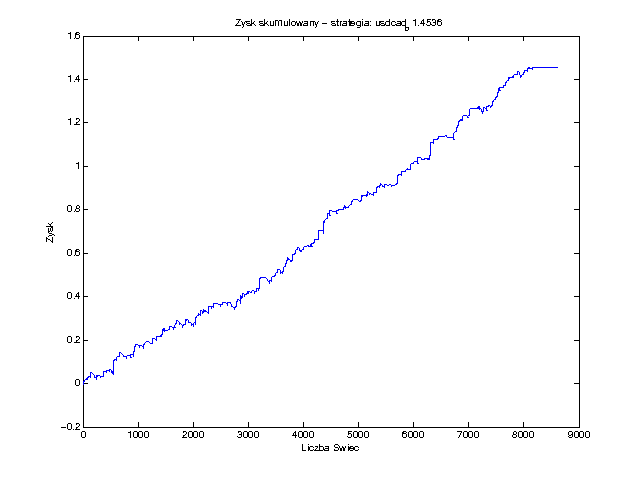 Zysk skumulowany – strategia: usdcad_b 1.4536
1.6
1.4
1.2
1
0.8
0.6
0.4
0.2
0
−0.2
Zysk
0 1000 2000 3000 4000 5000 6000 7000 8000 9000
Liczba Swiec